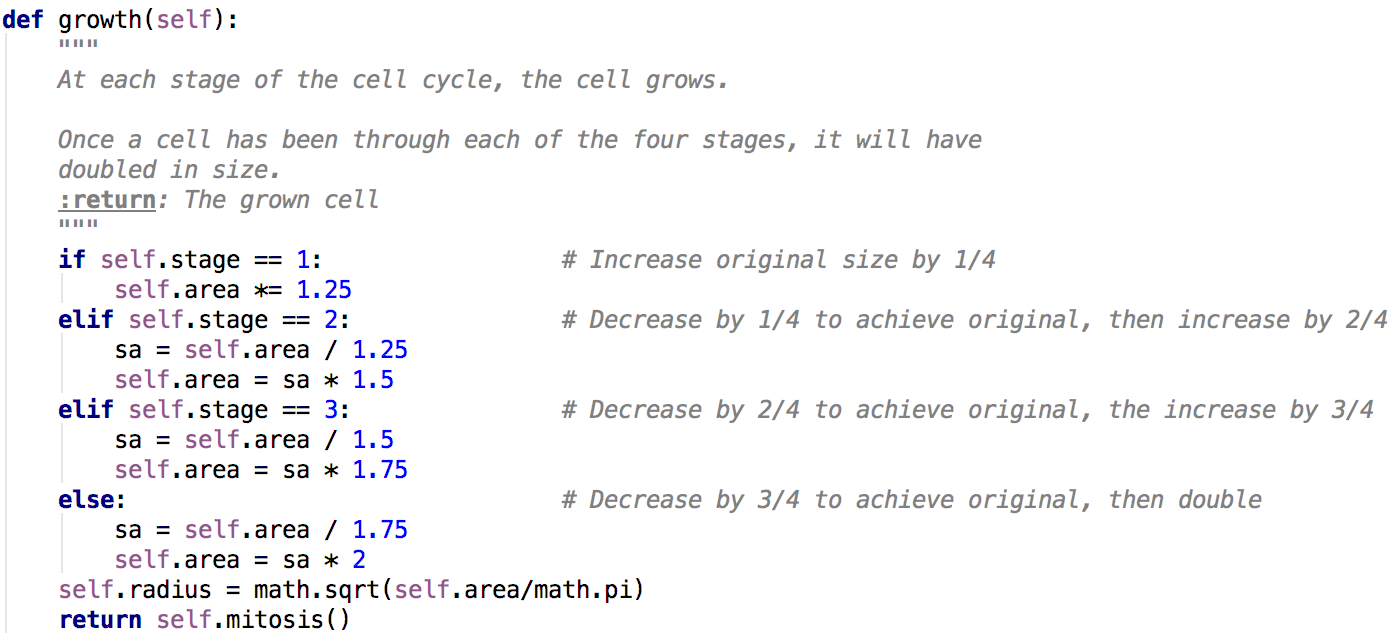 def growth(self):
    """
    At each stage of the cell cycle, the cell grows.

    Once a cell has been through each of the four stages, it will have
    doubled in size.
    :return: The grown cell
    """
    if self.stage == 1:                 # Increase original size by 1/4
        self.area *= 1.25
    elif self.stage == 2:               # Decrease by 1/4 to achieve original, then increase by 2/4
        sa = self.area / 1.25
        self.area = sa * 1.5
    elif self.stage == 3:               # Decrease by 2/4 to achieve original, the increase by 3/4
        sa = self.area / 1.5
        self.area = sa * 1.75
    else:                               # Decrease by 3/4 to achieve original, then double
        sa = self.area / 1.75
        self.area = sa * 2
    self.radius = math.sqrt(self.area/math.pi)
    return self.mitosis()